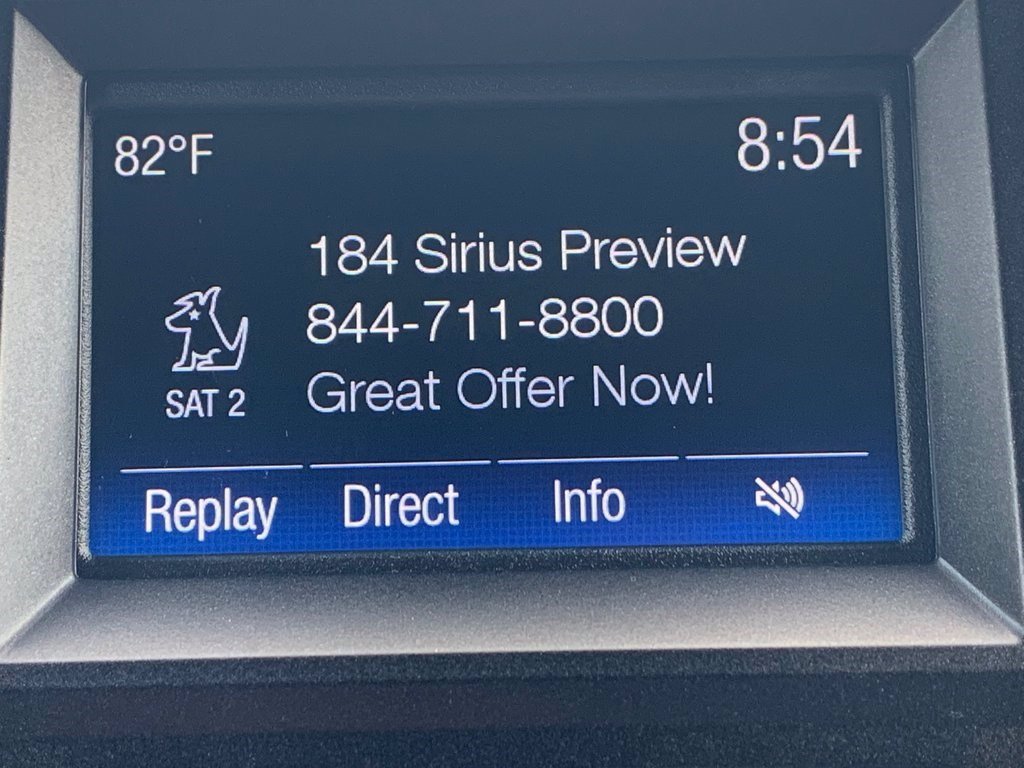 82°F
8:54
184 Sirius Preview
844-711-8800
Great Offer Now!
SAT 2
Replay
Direct
Info